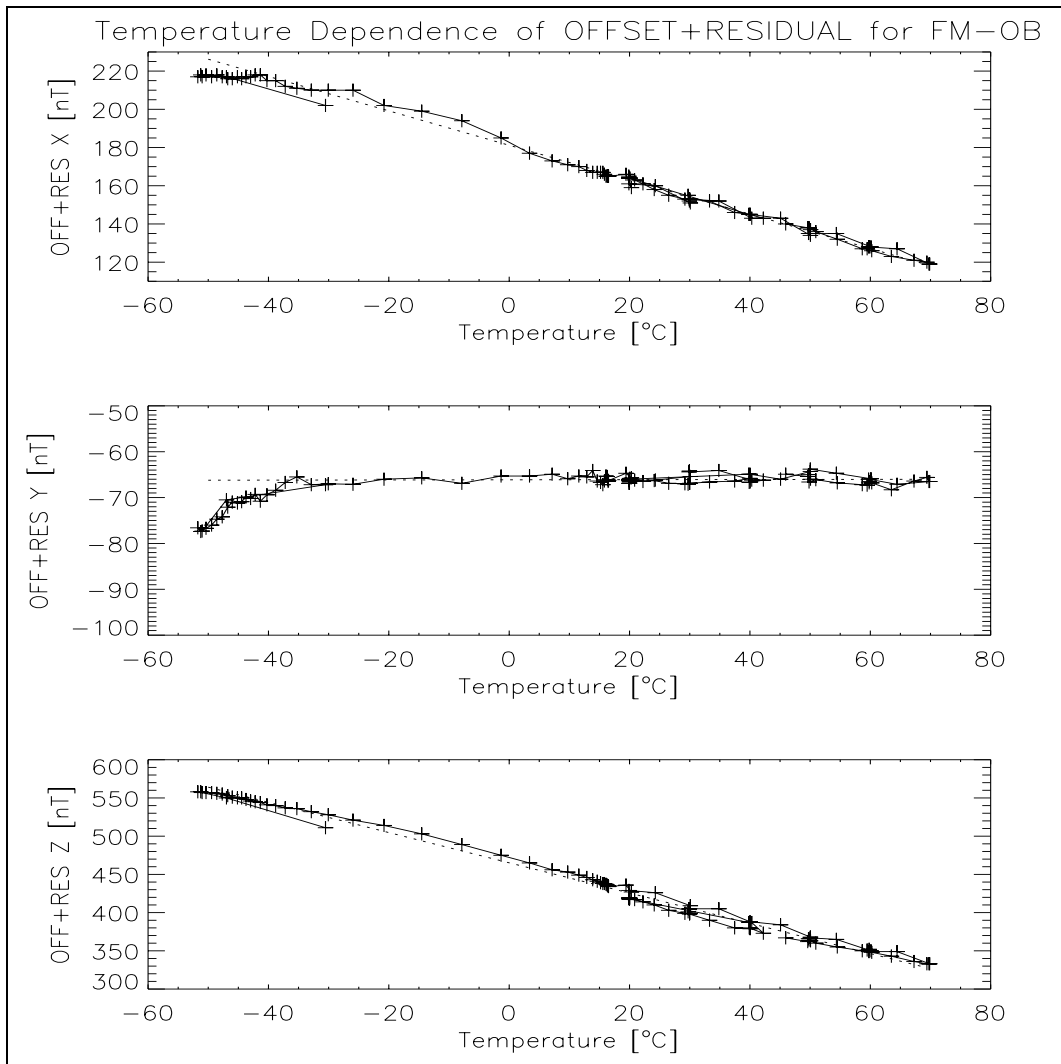 Temperature Dependence of OFFSET+RESIDUAL for FM−OB
OFF+RES X [nT]
220
200
180
160
140
120
−60 −40 −20 0 20 40 60 80
Temperature [°C]
OFF+RES Y [nT]
−50
−60
−70
−80
−90
−100
−60 −40 −20 0 20 40 60 80
Temperature [°C]
OFF+RES Z [nT]
600
550
500
450
400
350
300
−60 −40 −20 0 20 40 60 80
Temperature [°C]